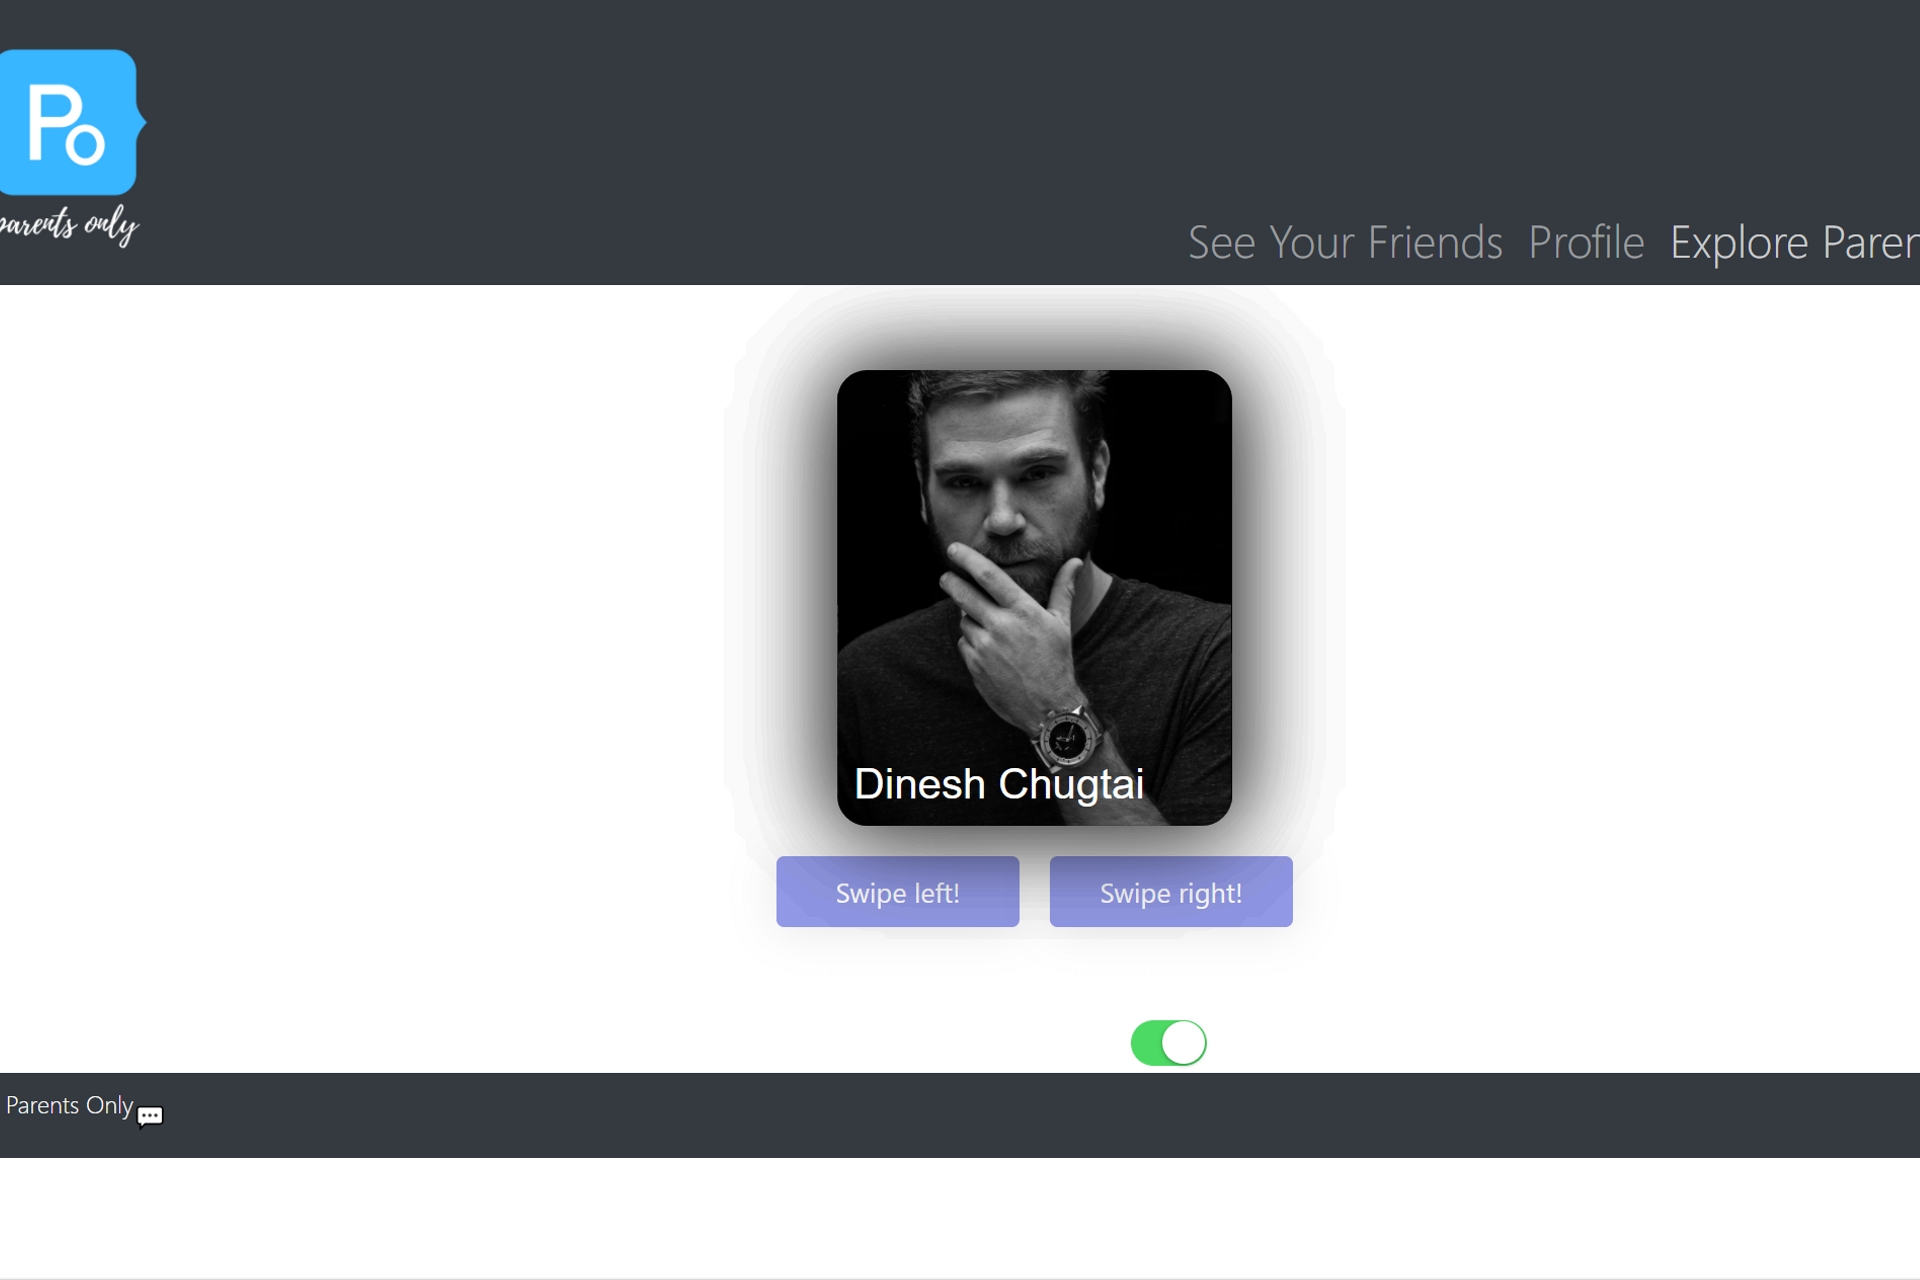 Po
parents only
See Your Friends Profile Explore Paren
Dinesh Chugtai
Swipe left! Swipe right!
Parents Only